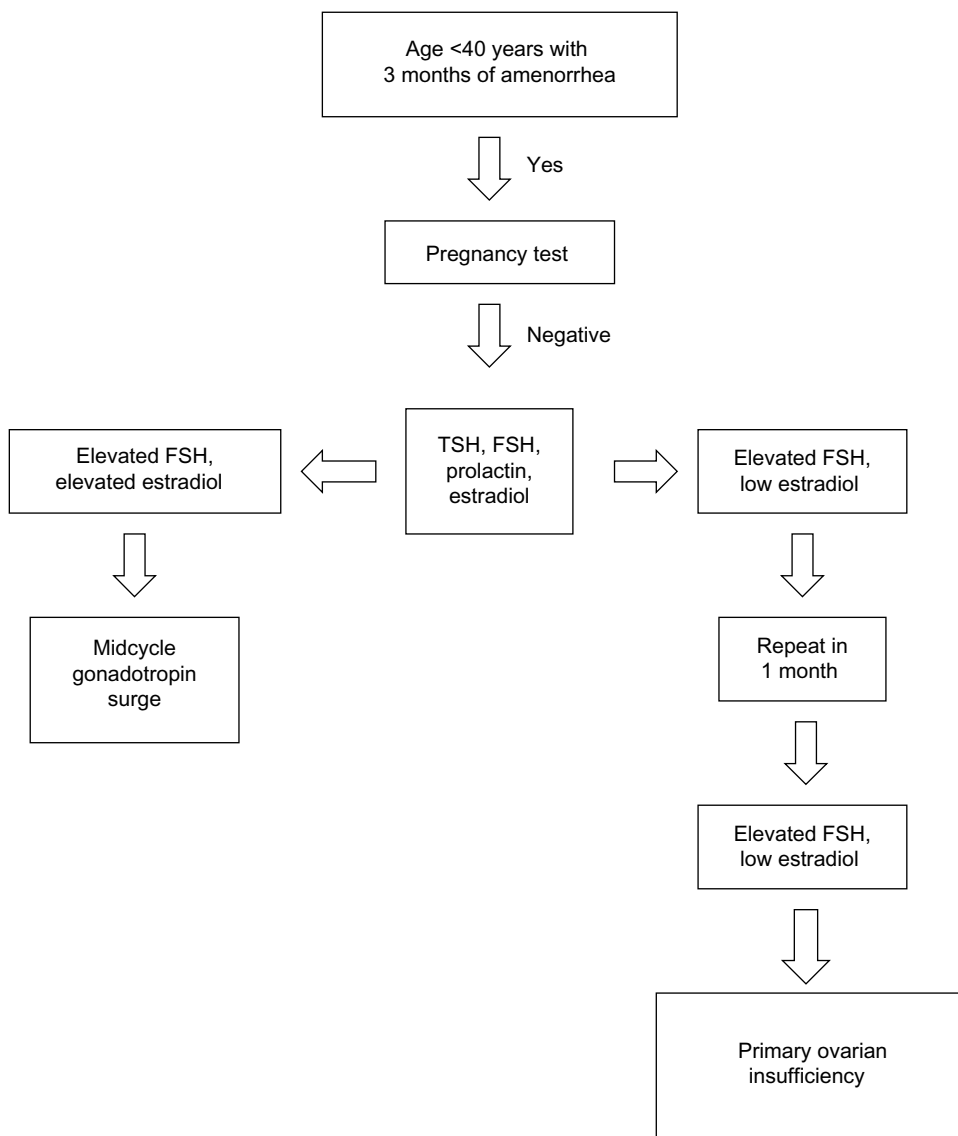 Age <40 years with
3 months of amenorrhea
Yes
Pregnancy test
Negative
Elevated FSH,
elevated estradiol
TSH, FSH,
prolactin,
estradiol
Elevated FSH,
low estradiol
Midcycle
gonadotropin
surge
Repeat in
1 month
Elevated FSH,
low estradiol
Primary ovarian
insufficiency